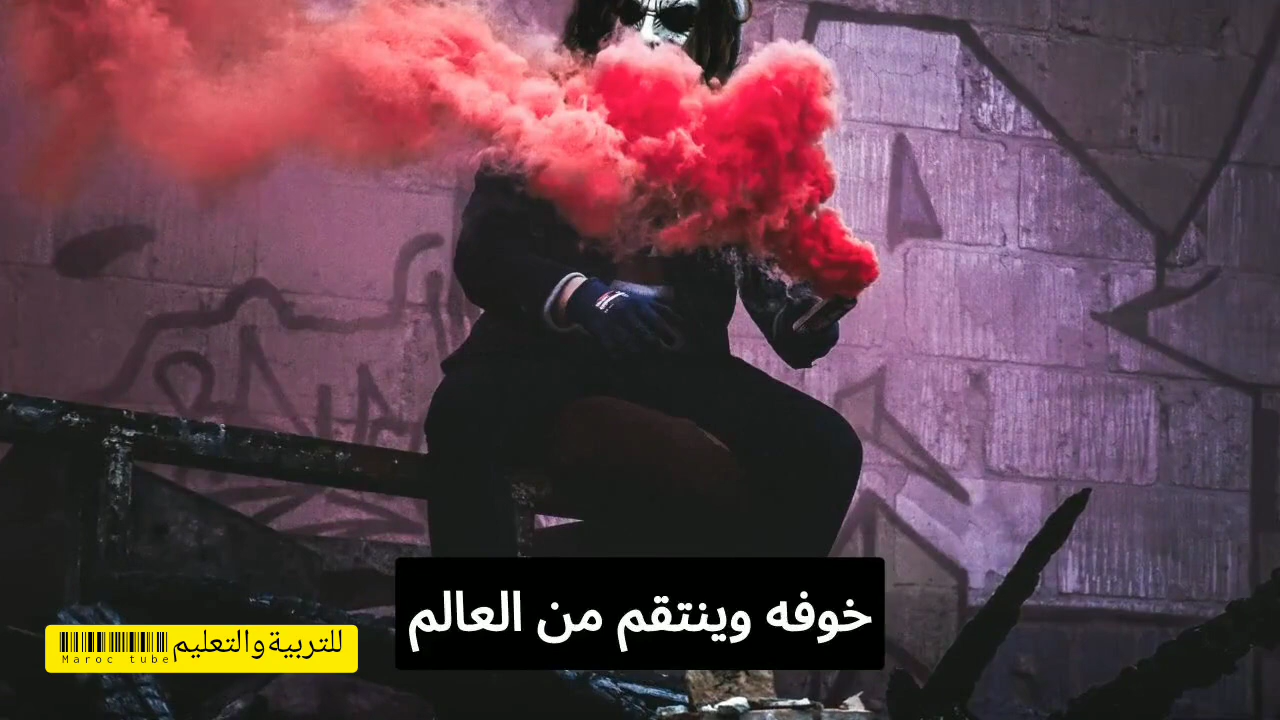 خوفه وينتقم من العالم
للتربية والتعليم
Maroc tube